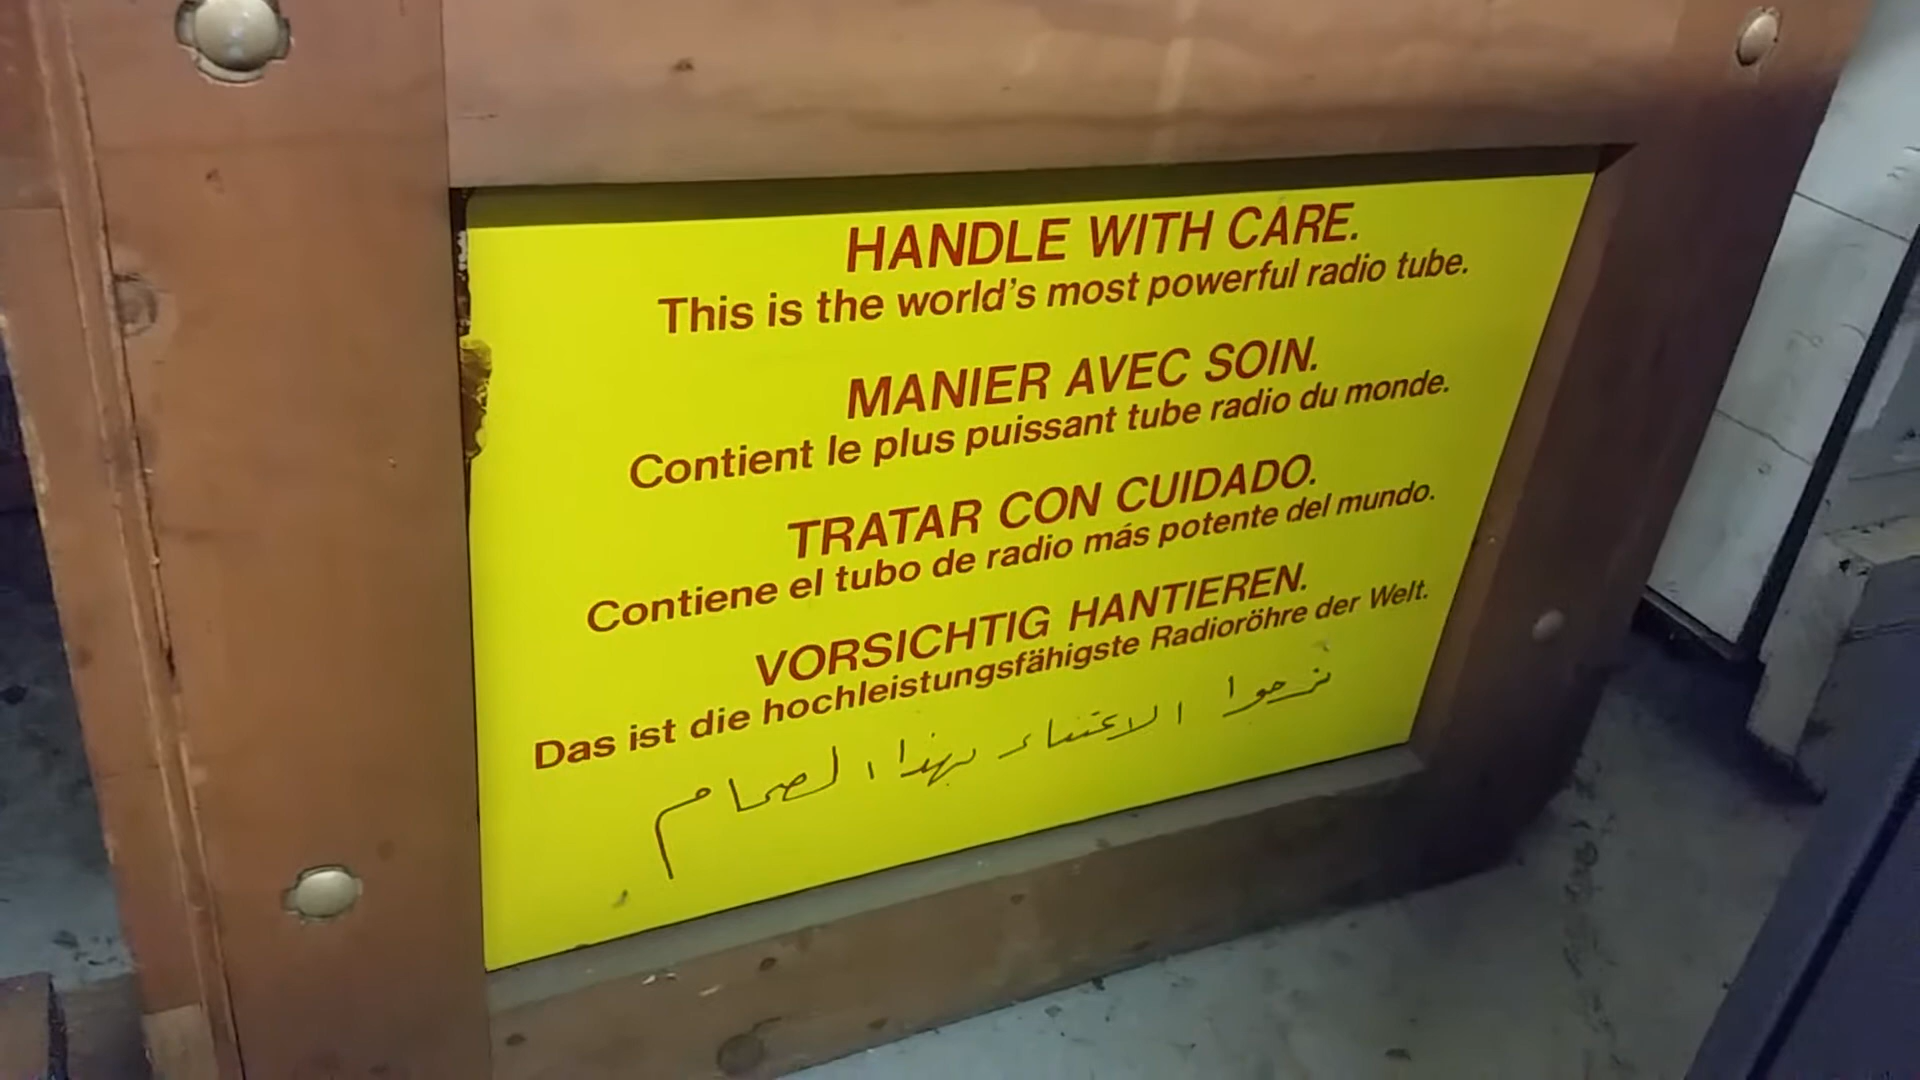 HANDLE WITH CARE.
This is the world's most powerful radio tube.
MANIER AVEC SOIN.
Contient le plus puissant tube radio du monde.
TRATAR CON CUIDADO.
Contiene el tubo de radio más potente del mundo.
VORSICHTIG HANTIEREN.
Das ist die hochleistungsfähigste Radioröhre der Welt.
نرجوا الاعتناء بهذا الصمام